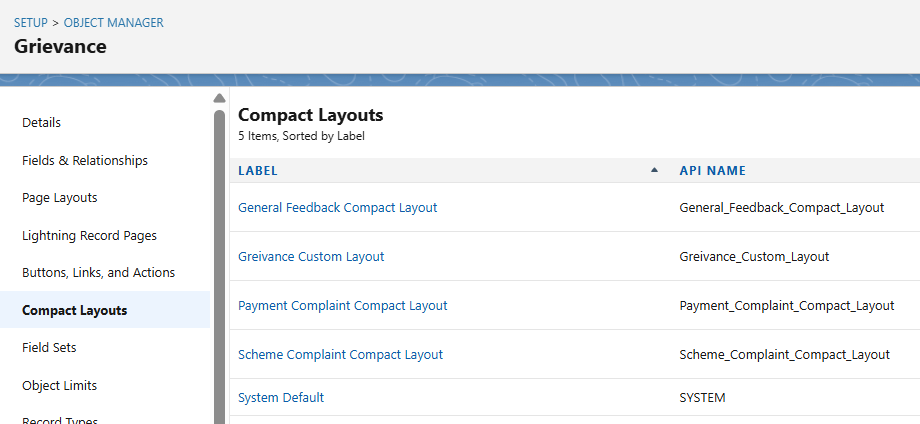 SETUP > OBJECT MANAGER
Grievance
Details
Fields & Relationships
Page Layouts
Lightning Record Pages
Buttons, Links, and Actions
Compact Layouts
Field Sets
Object Limits
Record Types
Compact Layouts
5 Items, Sorted by Label
LABEL API NAME
General Feedback Compact Layout General_Feedback_Compact_Layout
Greivance Custom Layout Greivance_Custom_Layout
Payment Complaint Compact Layout Payment_Complaint_Compact_Layout
Scheme Complaint Compact Layout Scheme_Complaint_Compact_Layout
System Default SYSTEM